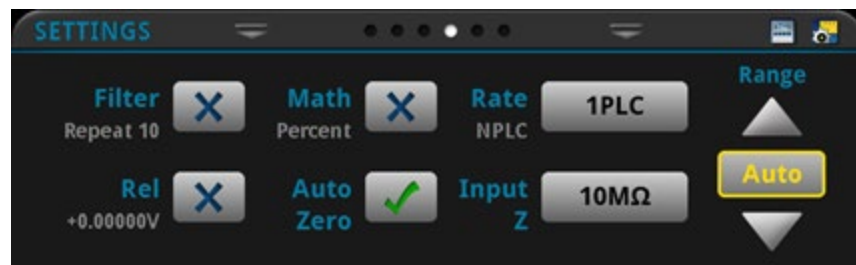 SETTINGS
Filter
Repeat 10
Math
Percent
Rate
NPLC
1PLC
Range
Rel
+0.00000V
Auto
Zero
Input
Z
10MΩ
Auto